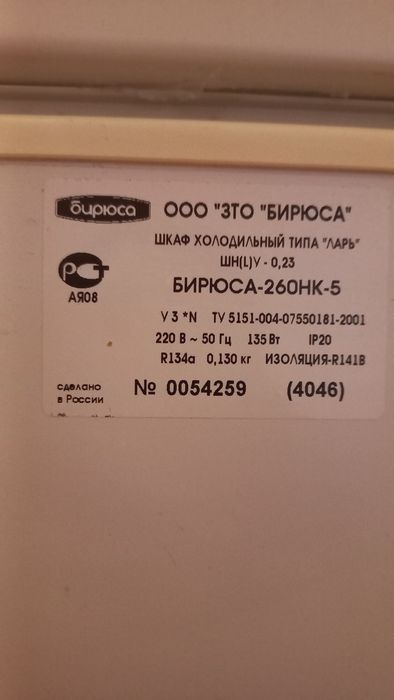 бирюса ООО "ЗТО "БИРЮСА"
ШКАФ ХОЛОДИЛЬНЫЙ ТИПА "ЛАРЬ"
ШН(L)У - 0,23
РСТ
АЯ08
БИРЮСА-260НК-5
У 3 *N ТУ 5151-004-07550181-2001
220 В ~ 50 Гц 135 Вт IP20
R134a 0,130 кг ИЗОЛЯЦИЯ-R141B
сделано
в России
№ 0054259 (4046)